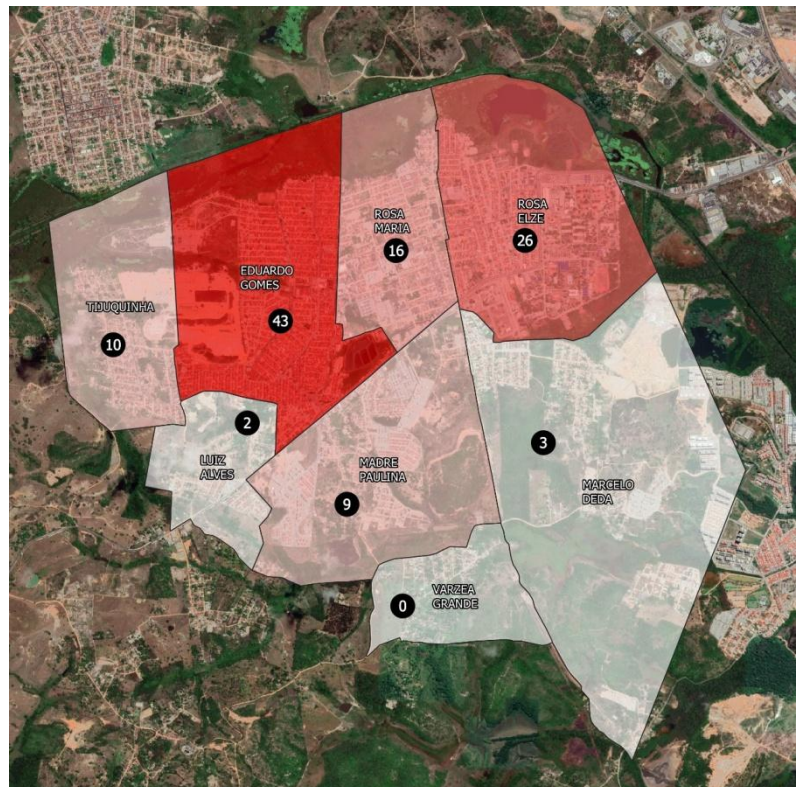 ROSA
ELZE
26
ROSA
MARIA
16
EDUARDO
GOMES
43
TIJUQUINHA
10
2
LUIZ
ALVES
MADRE
PAULINA
9
3
MARCELO
DEDA
VARZEA
GRANDE
0